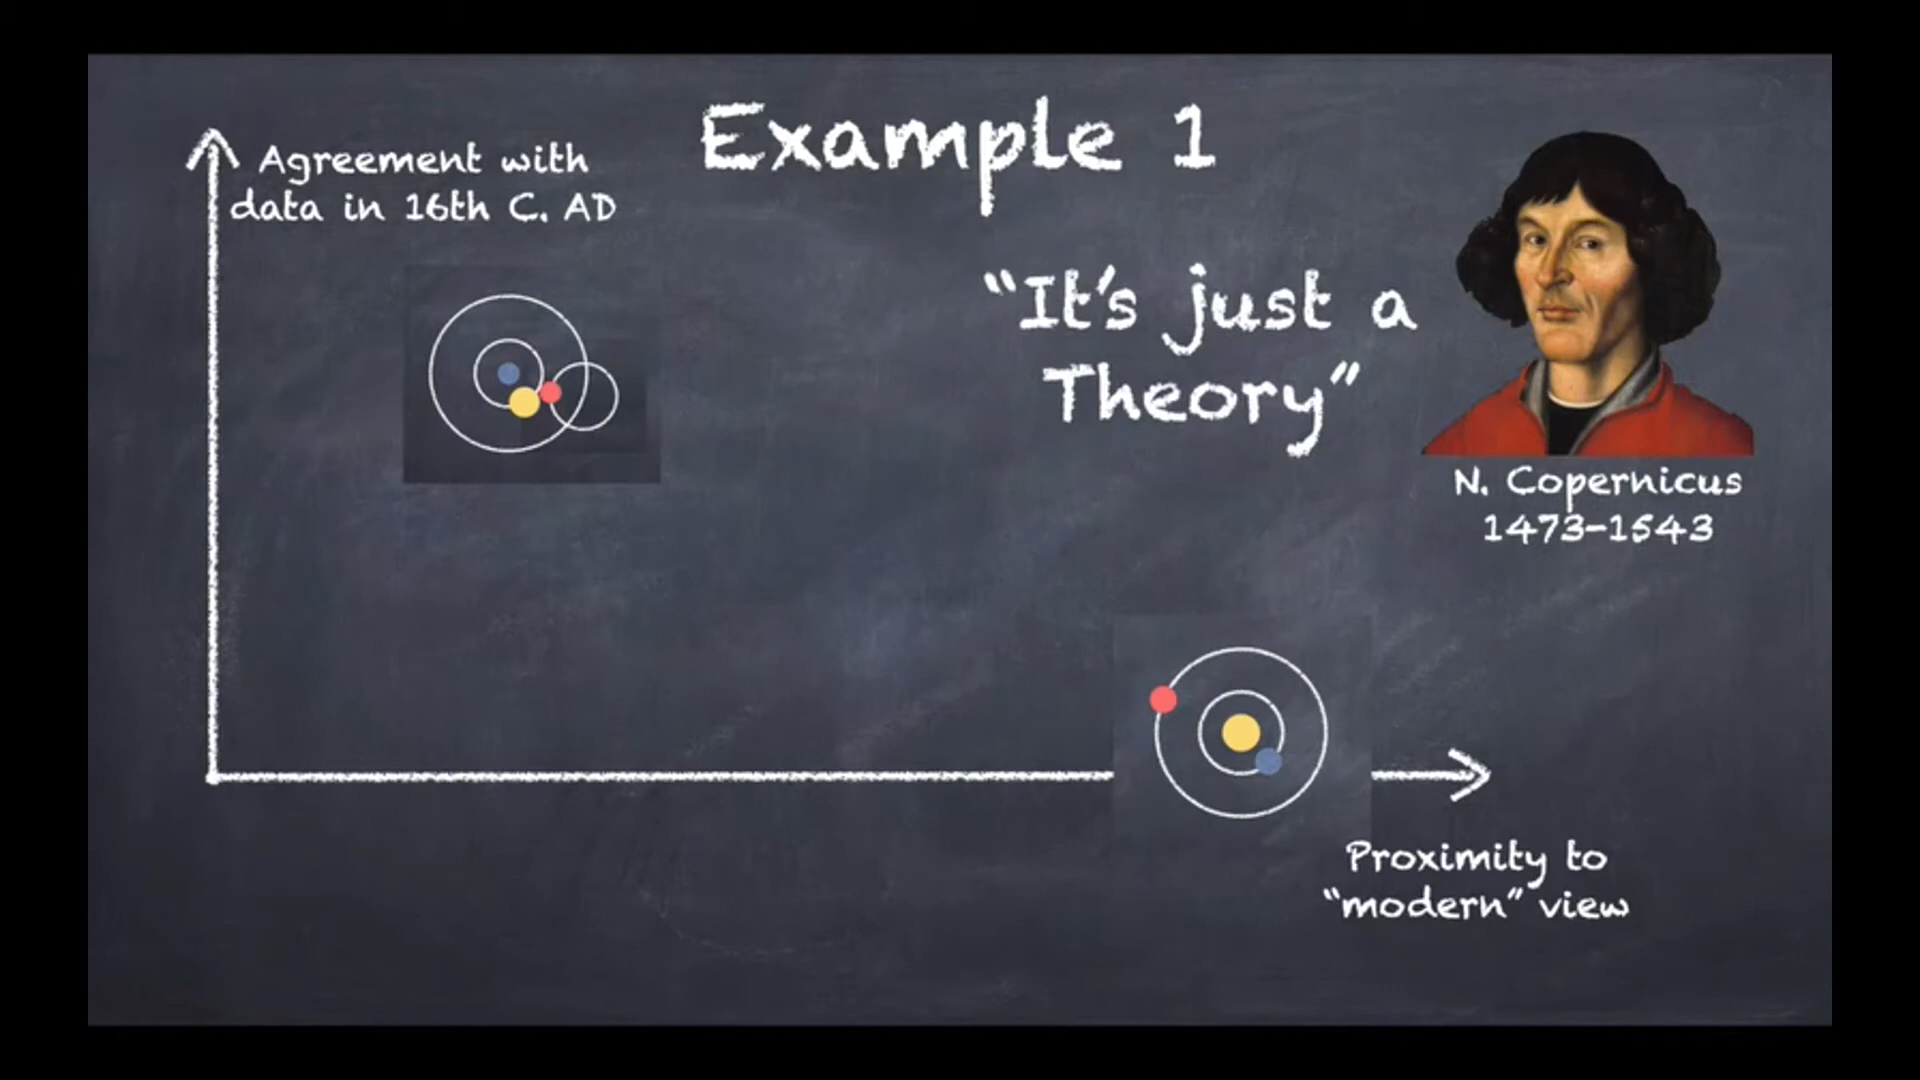 Example 1
Agreement with
data in 16th C. AD
“It’s just a
Theory”
N. Copernicus
1473-1543
Proximity to
“modern” view